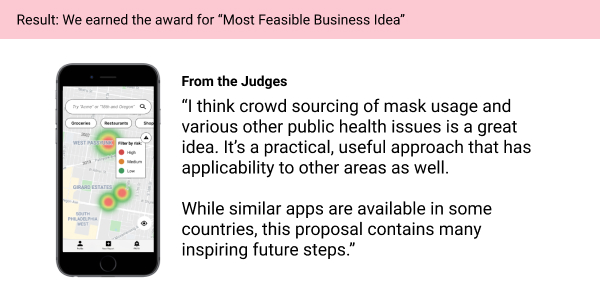 Result: We earned the award for “Most Feasible Business Idea”
From the Judges
“I think crowd sourcing of mask usage and
various other public health issues is a great
idea. It’s a practical, useful approach that has
applicability to other areas as well.
While similar apps are available in some
countries, this proposal contains many
inspiring future steps.”
Try “Acme” or “10th and Oregon”
Groceries
Restaurants
Shop
Filter by risk:
High
Medium
Low
GIRARD ESTATES
SOUTH
PHILADELPHIA
WEST